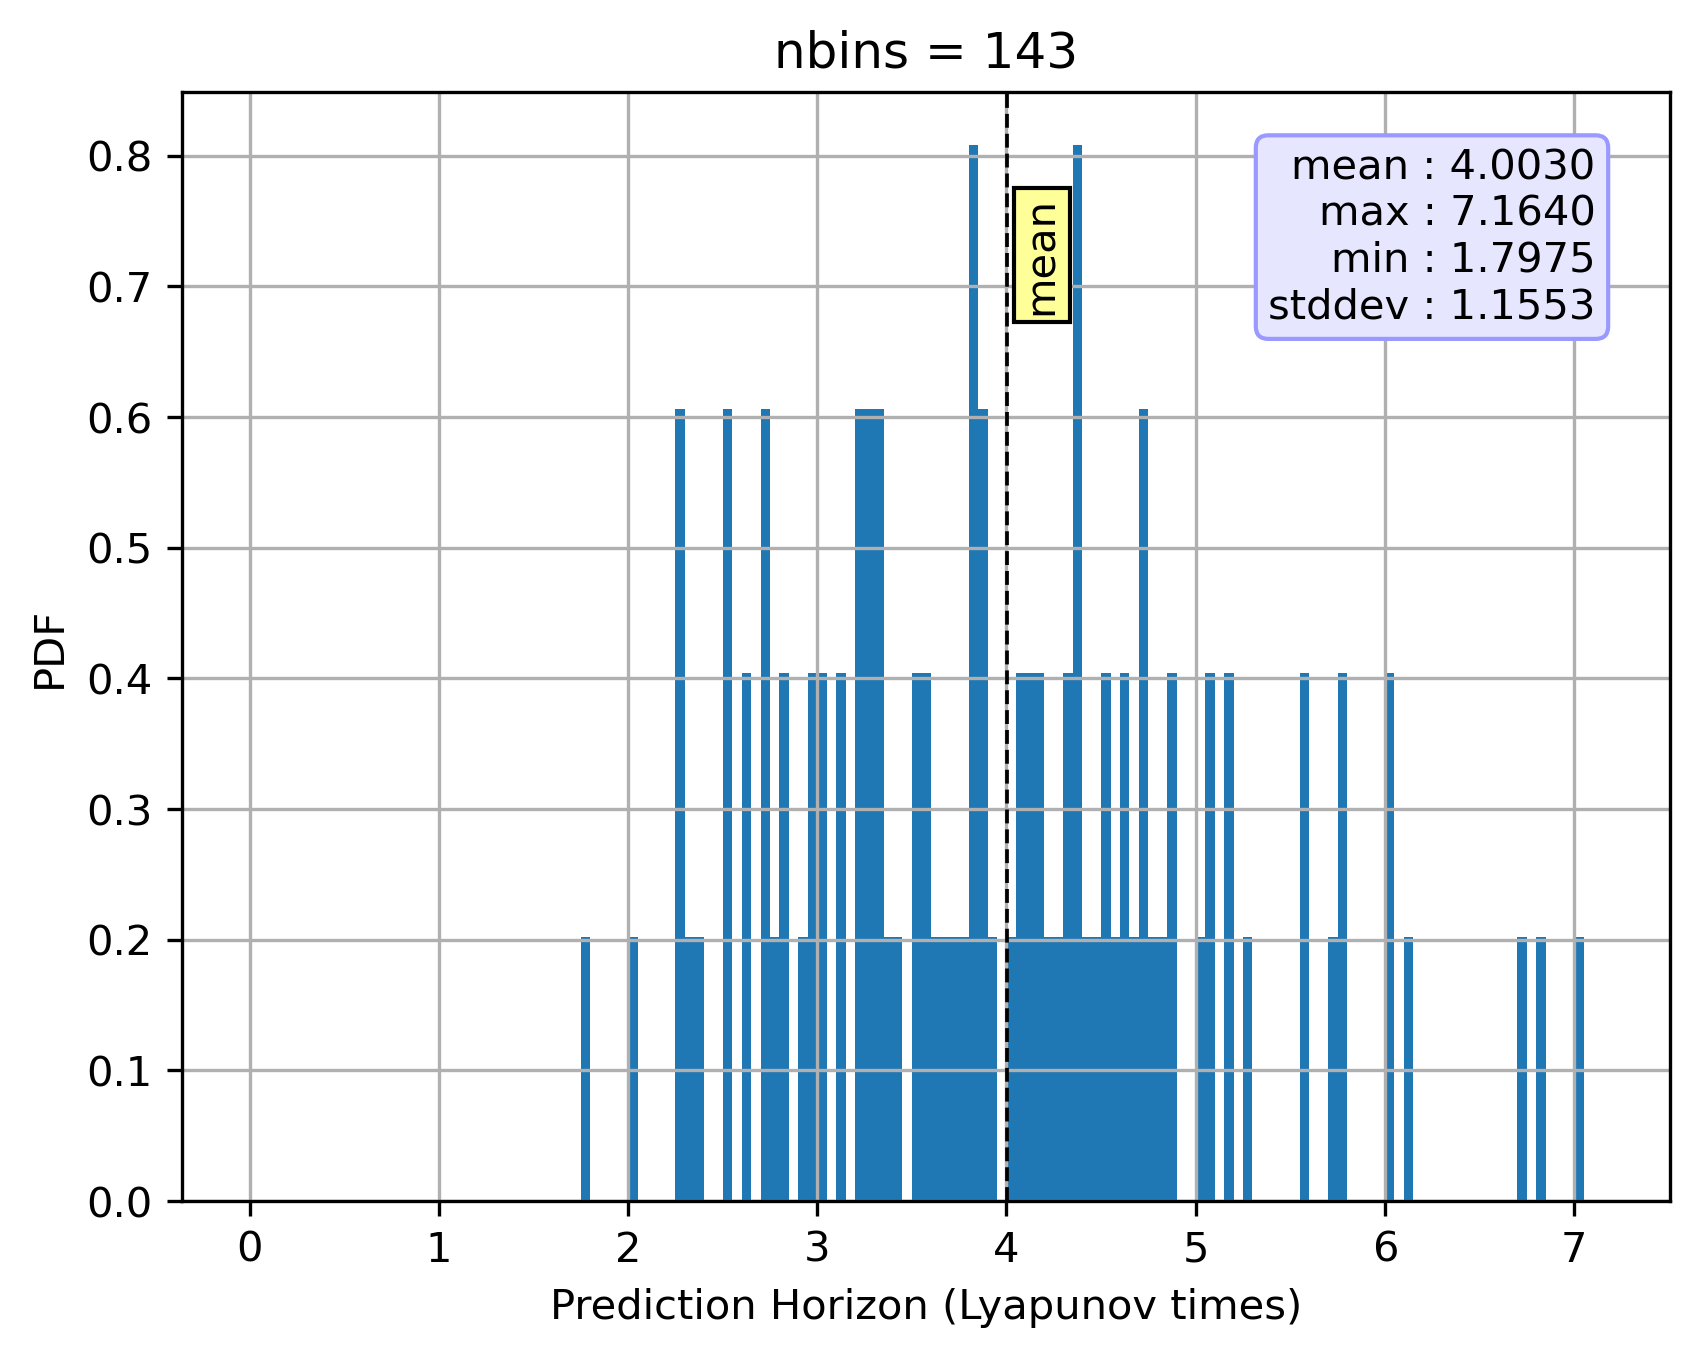 nbins = 143
mean : 4.0030
max : 7.1640
min : 1.7975
stddev : 1.1553
mean
PDF
0.8
0.7
0.6
0.5
0.4
0.3
0.2
0.1
0.0
0 1 2 3 4 5 6 7
Prediction Horizon (Lyapunov times)